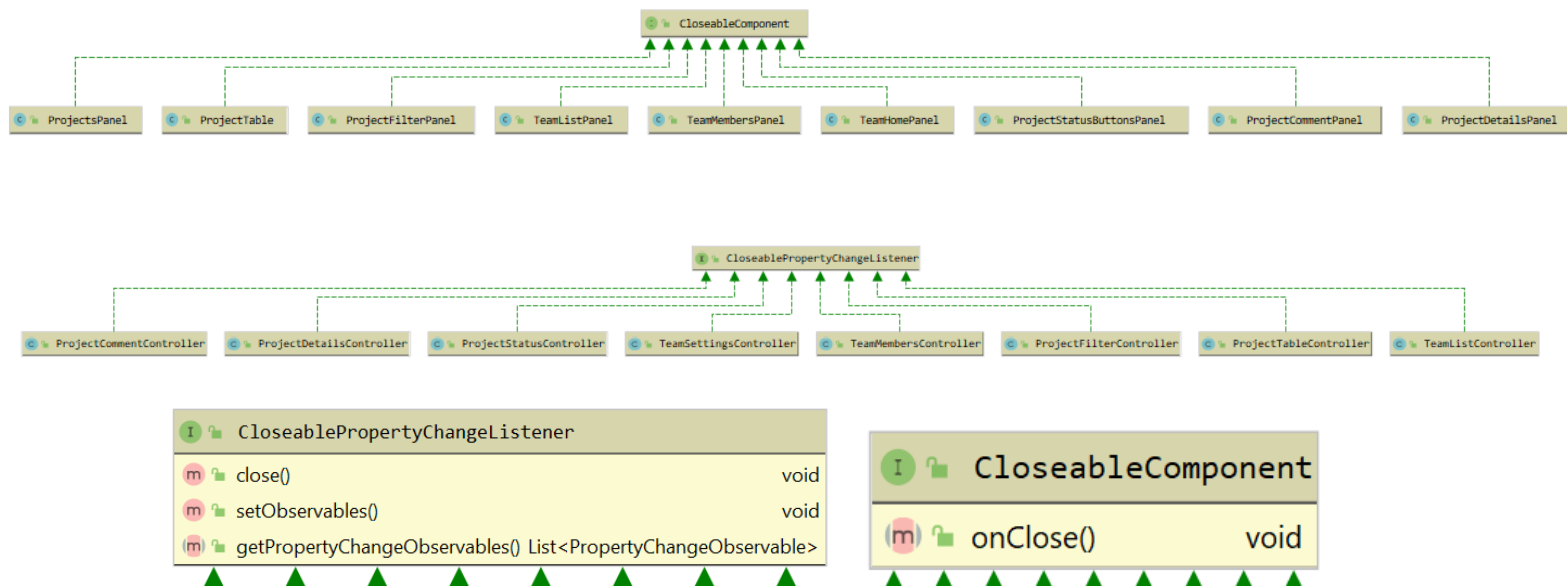 I CloseableComponent
C ProjectsPanel C ProjectTable C ProjectFilterPanel C TeamListPanel C TeamMembersPanel C TeamHomePanel C ProjectStatusButtonsPanel C ProjectCommentPanel C ProjectDetailsPanel
I CloseablePropertyChangeListener
C ProjectCommentController C ProjectDetailsController C ProjectStatusController C TeamSettingsController C TeamMembersController C ProjectFilterController C ProjectTableController C TeamListController
I CloseablePropertyChangeListener
m close() void
m setObservables() void
m getPropertyChangeObservables() List<PropertyChangeObservable>
I CloseableComponent
m onClose() void